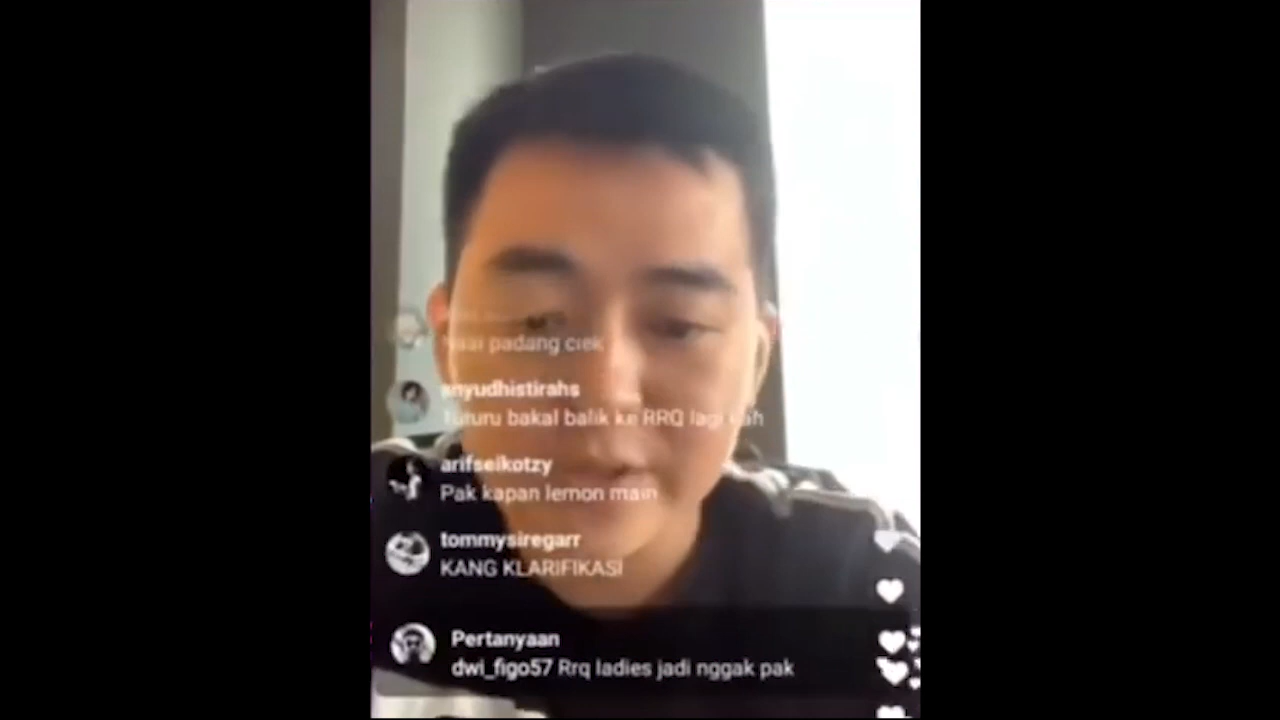 padang ciek
anyudhistirahs
Tururu bakal balik ke RRQ lagi kah
arifseikotzy
Pak kapan lemon main
tommysiregarr
KANG KLARIFIKASI
Pertanyaan
dwi_figo57 Rrq ladies jadi nggak pak